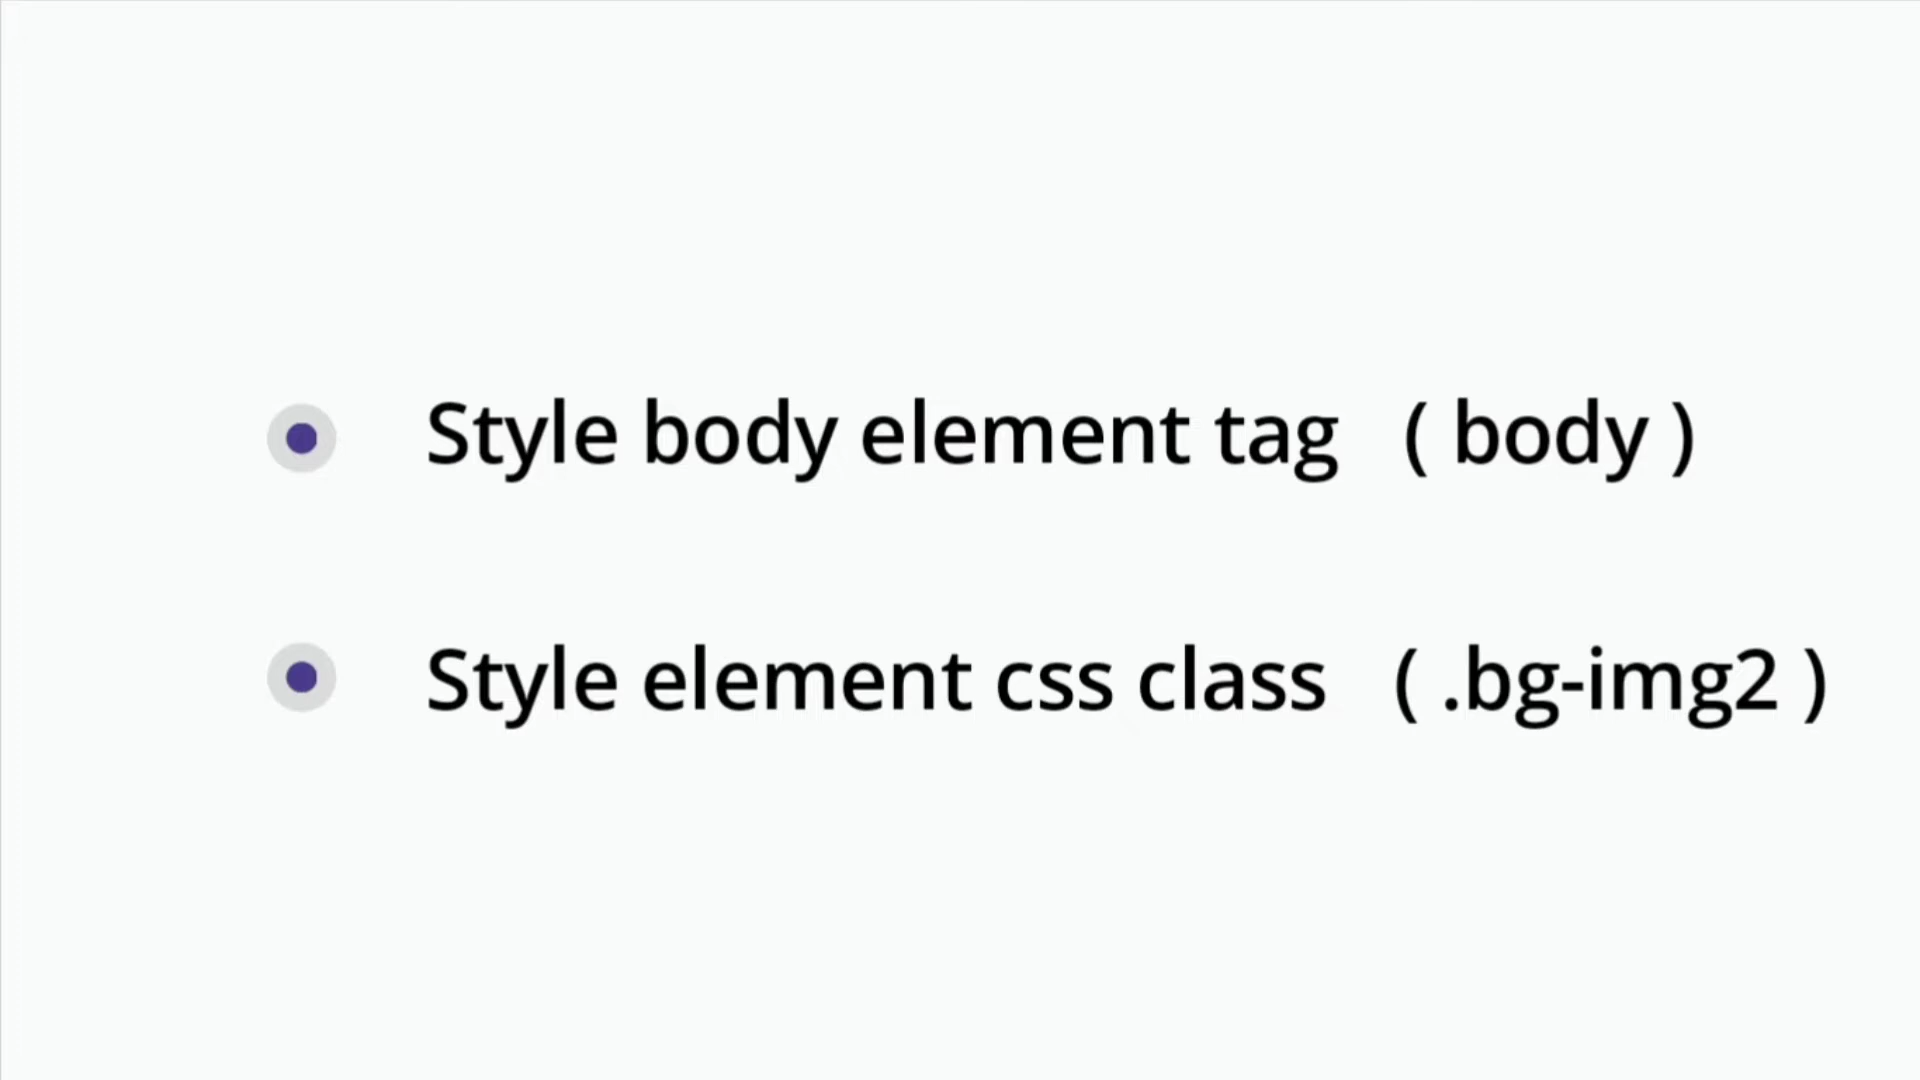 Style body element tag ( body )
Style element css class ( .bg-img2 )